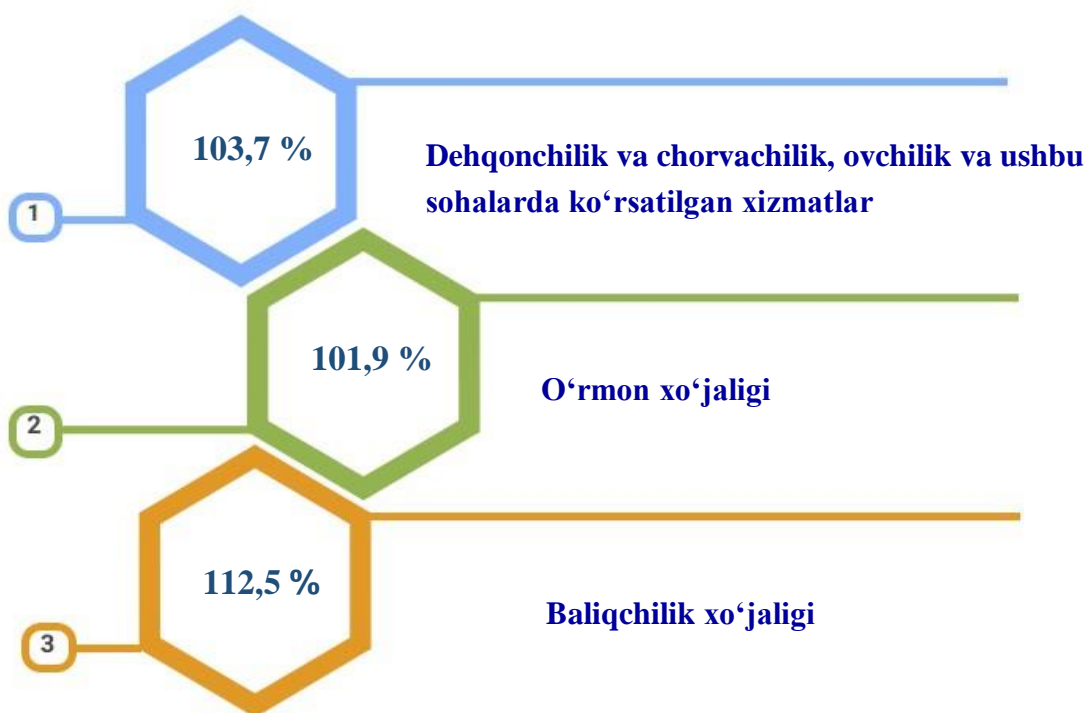 103,7 %
Dehqonchilik va chorvachilik, ovchilik va ushbu
sohalarda ko‘rsatilgan xizmatlar
1
101,9 %
O‘rmon xo‘jaligi
2
112,5 %
Baliqchilik xo‘jaligi
3